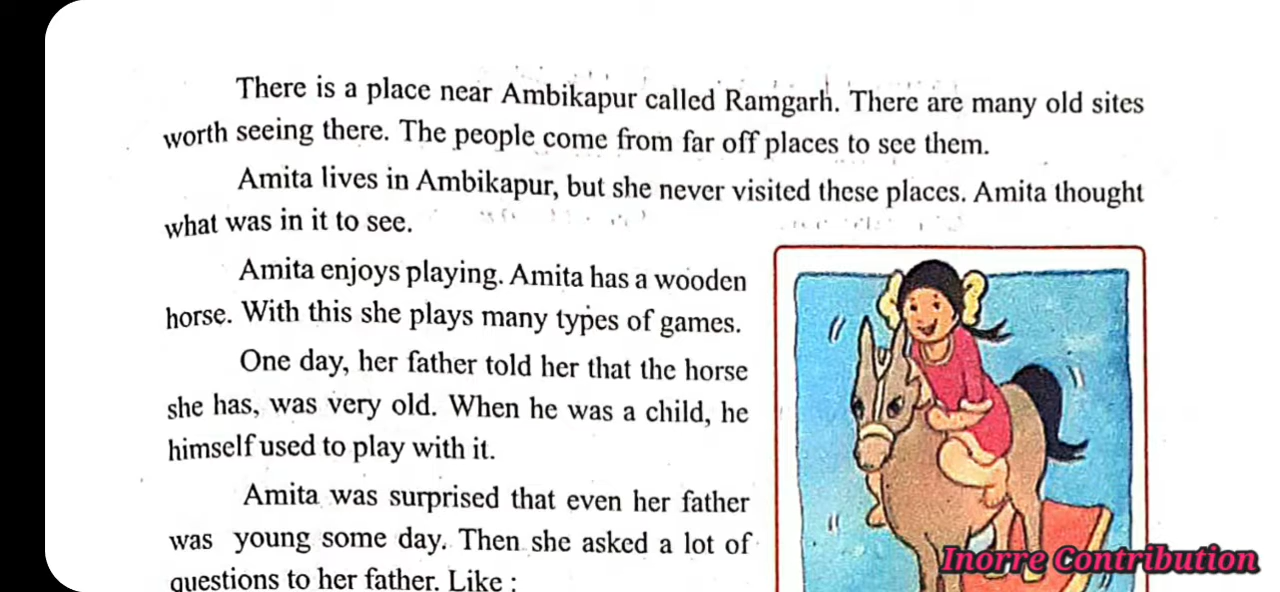 There is a place near Ambikapur called Ramgarh. There are many old sites
worth seeing there. The people come from far off places to see them.
Amita lives in Ambikapur, but she never visited these places. Amita thought
what was in it to see.
Amita enjoys playing. Amita has a wooden
horse. With this she plays many types of games.
One day, her father told her that the horse
she has, was very old. When he was a child, he
himself used to play with it.
Amita was surprised that even her father
was young some day. Then she asked a lot of
questions to her father. Like :
Inorre Contribution